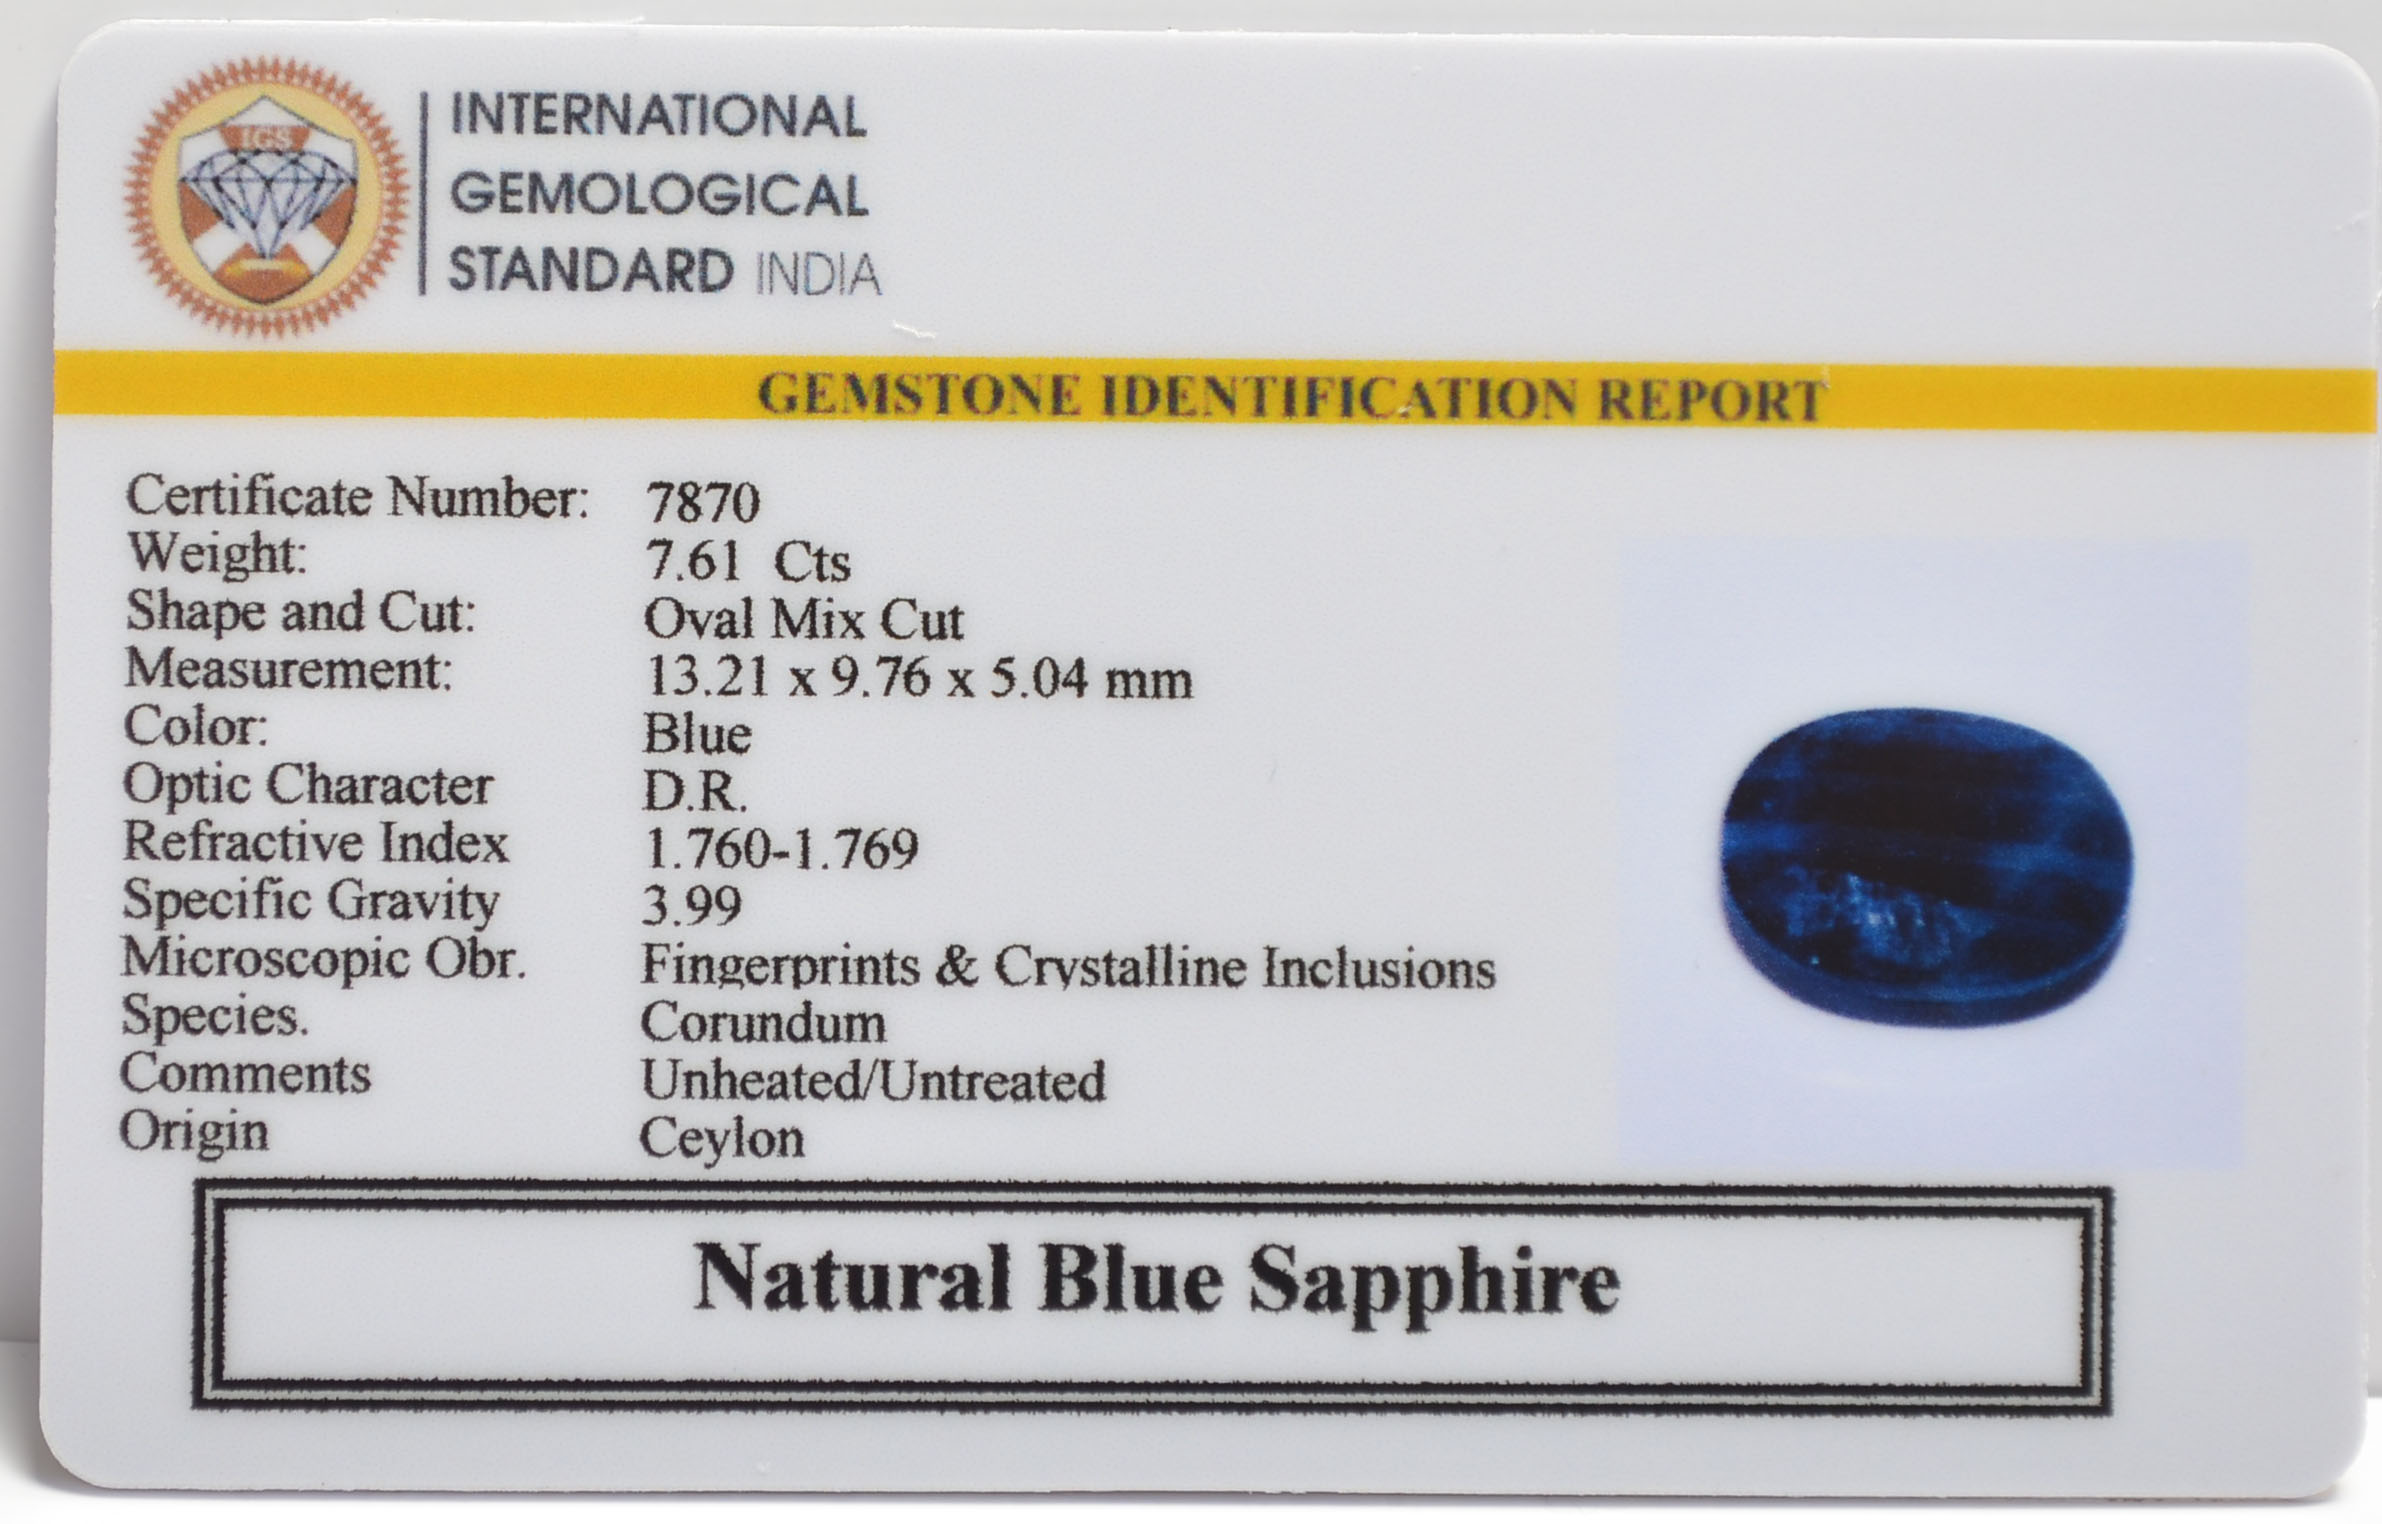 IGS
INTERNATIONAL
GEMOLOGICAL
STANDARD INDIA
GEMSTONE IDENTIFICATION REPORT
Certificate Number: 7870
Weight: 7.61 Cts
Shape and Cut: Oval Mix Cut
Measurement: 13.21 x 9.76 x 5.04 mm
Color: Blue
Optic Character D.R.
Refractive Index 1.760-1.769
Specific Gravity 3.99
Microscopic Obr. Fingerprints & Crystalline Inclusions
Species. Corundum
Comments Unheated/Untreated
Origin Ceylon
Natural Blue Sapphire